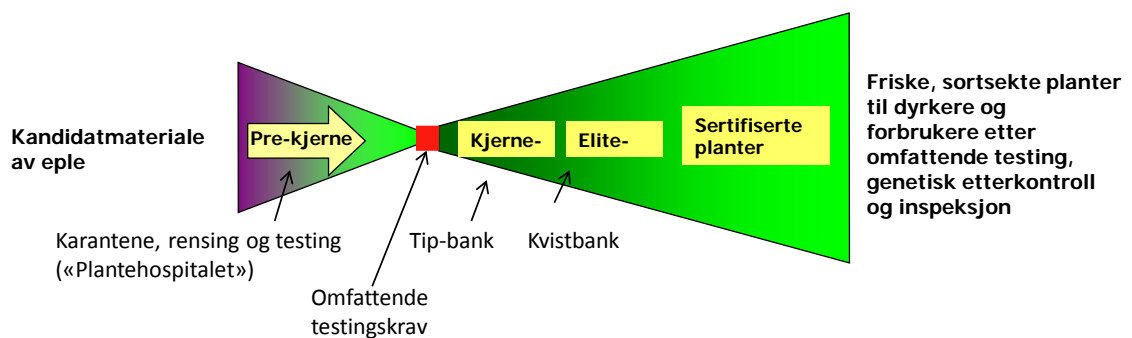 Kandidatmateriale
av eple
Pre-kjerne
Kjerne-
Elite-
Sertifiserte
planter
Friske, sortsekte planter
til dyrkere og
forbrukere etter
omfattende testing,
genetisk etterkontroll
og inspeksjon
Karantene, rensing og testing
(«Plantehospitalet»)
Tip-bank
Kvistbank
Omfattende
testingskrav